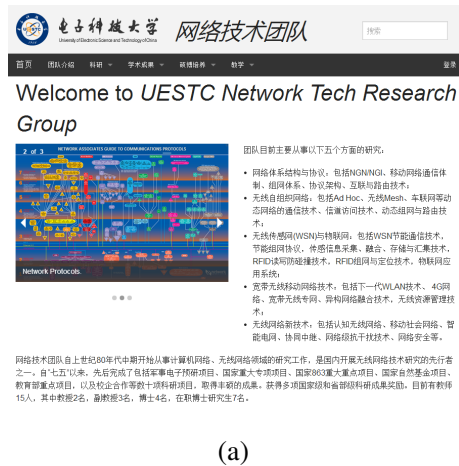 电子科技大学
University of Electronic Science and Technology of China
网络技术团队
搜索
首页 团队介绍 科研 学术成果 硕博培养 教学 登录
Welcome to UESTC Network Tech Research
Group
2 of 3
NETWORK ASSOCIATES GUIDE TO COMMUNICATIONS PROTOCOLS
Network Protocols.
团队目前主要从事以下五个方面的研究:
网络体系结构与协议:包括NGN/NGI、移动网络通信体
制、组网体系、协议架构、互联与路由技术;
无线自组织网络:包括Ad Hoc、无线Mesh、车联网等动
态网络的通信技术、信道访问技术、动态组网与路由技
术;
无线传感网(WSN)与物联网:包括WSN节能通信技术,
节能组网协议,传感信息采集、融合、存储与汇集技术,
RFID读写防碰撞技术,RFID组网与定位技术,物联网应
用系统;
宽带无线移动网络技术:包括下一代WLAN技术、 4G网
络、宽带无线专网、异构网络融合技术,无线资源管理技
术;
无线网络新技术:包括认知无线网络、移动社会网络、智
能电网、协同中继、网络级抗干扰技术、网络安全等。
网络技术团队自上世纪80年代中期开始从事计算机网络、无线网络领域的研究工作,是国内开展无线网络技术研究的先行者
之一。自“七五”以来,先后完成了包括军事电子预研项目、国家重大专项项目、国家863重大重点项目、国家自然基金项目、
教育部重点项目,以及校企合作等数十项科研项目,取得丰硕的成果。获得多项国家级和省部级科研成果奖励。目前有教师
15人,其中教授2名,副教授3名,博士4名,在职博士研究生7名。
(a)